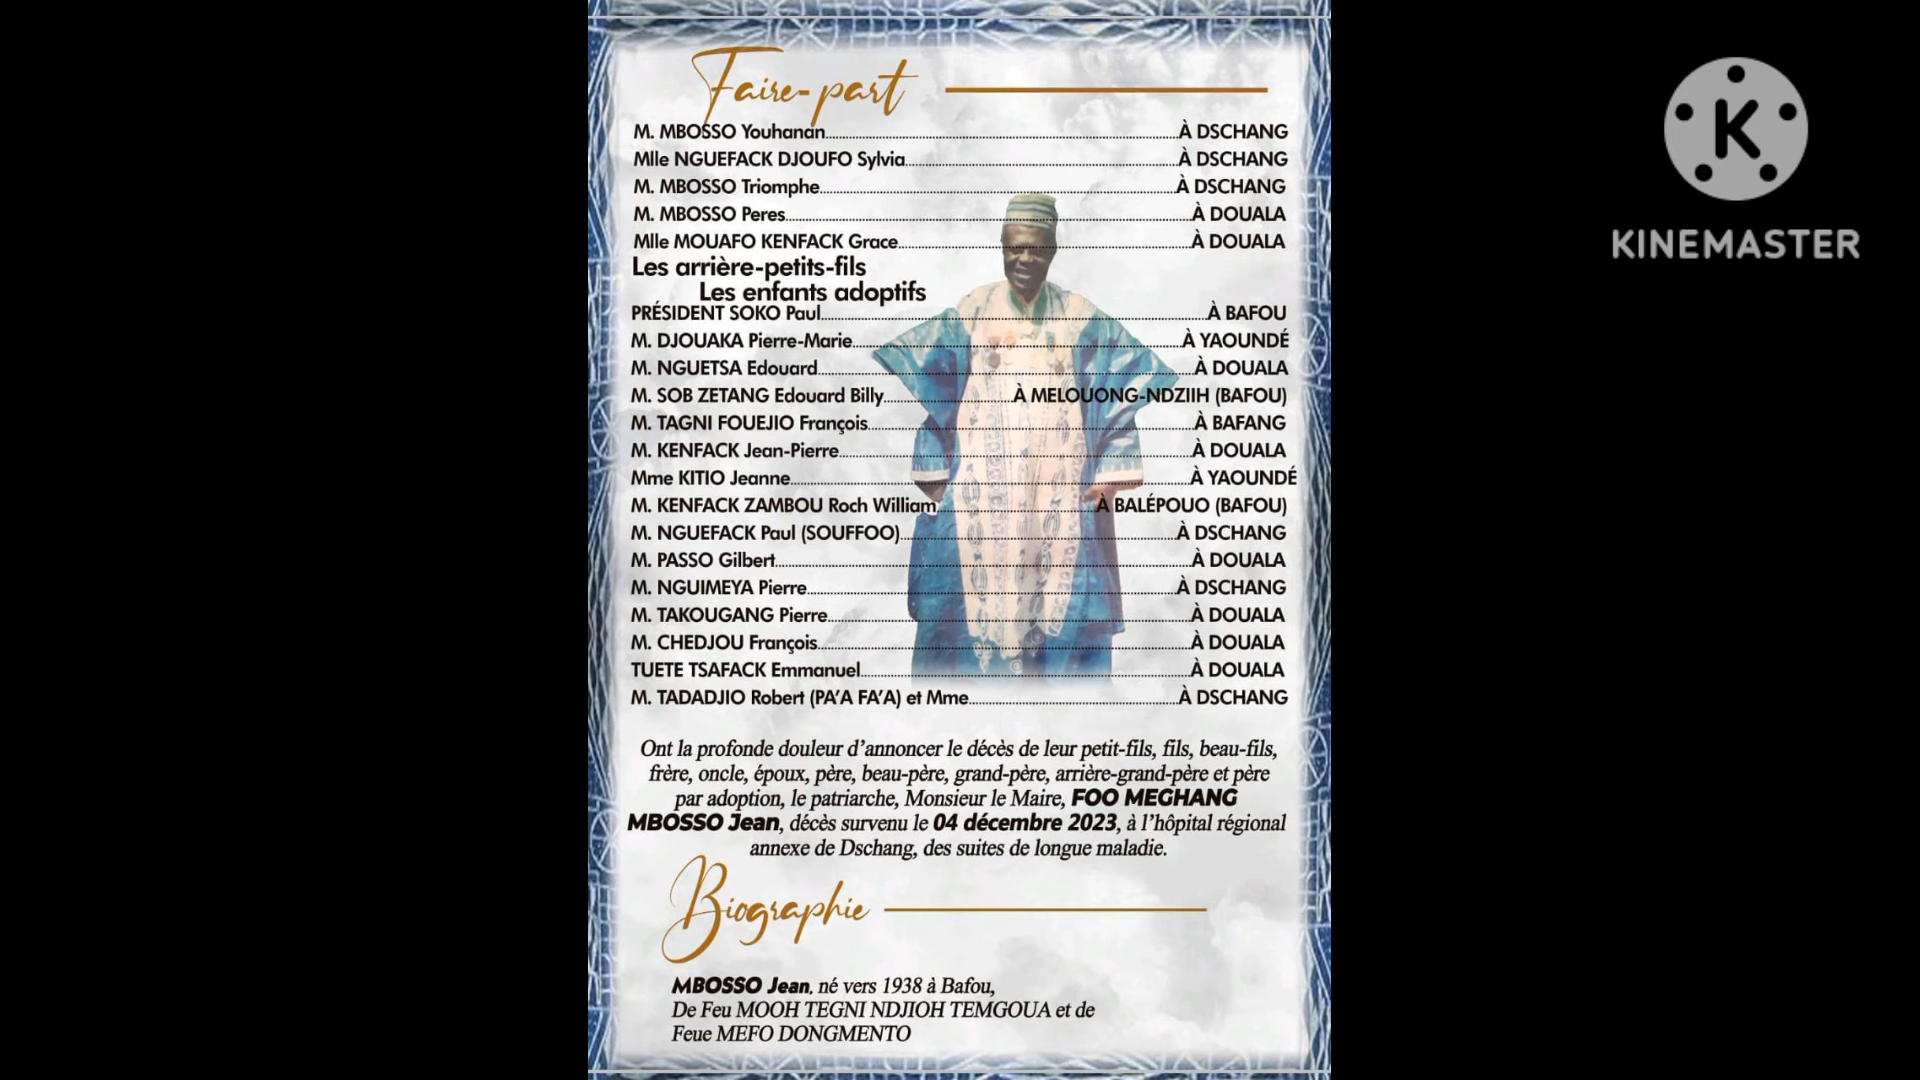 Faire-part
M. MBOSSO Youhanan........À DSCHANG
Mlle NGUEFACK DJOUFO Sylvia........À DSCHANG
M. MBOSSO Triomphe........À DSCHANG
M. MBOSSO Peres........À DOUALA
Mlle MOUAFO KENFACK Grace........À DOUALA
Les arrière-petits-fils
Les enfants adoptifs
PRÉSIDENT SOKO Paul........À BAFOU
M. DJOUAKA Pierre-Marie........À YAOUNDÉ
M. NGUETSA Edouard........À DOUALA
M. SOB ZETANG Edouard Billy........À MELOUONG-NDZIIH (BAFOU)
M. TAGNI FOUEJIO François........À BAFANG
M. KENFACK Jean-Pierre........À DOUALA
Mme KITIO Jeanne........À YAOUNDÉ
M. KENFACK ZAMBOU Roch William........À BALÉPOUO (BAFOU)
M. NGUEFACK Paul (SOUFFOO)........À DSCHANG
M. PASSO Gilbert........À DOUALA
M. NGUIMEYA Pierre........À DSCHANG
M. TAKOUGANG Pierre........À DOUALA
M. CHEDJOU François........À DOUALA
TUETE TSAFACK Emmanuel........À DOUALA
M. TADADJIO Robert (PA'A FA'A) et Mme........À DSCHANG
Ont la profonde douleur d'annoncer le décès de leur petit-fils, fils, beau-fils,
frère, oncle, époux, père, beau-père, grand-père, arrière-grand-père et père
par adoption, le patriarche, Monsieur le Maire, FOO MEGHANG
MBOSSO Jean, décès survenu le 04 décembre 2023, à l'hôpital régional
annexe de Dschang, des suites de longue maladie.
Biographie
MBOSSO Jean, né vers 1938 à Bafou,
De Feu MOOH TEGNI NDJIOH TEMGOUA et de
Feue MEFO DONGMENTO
K
KINEMASTER